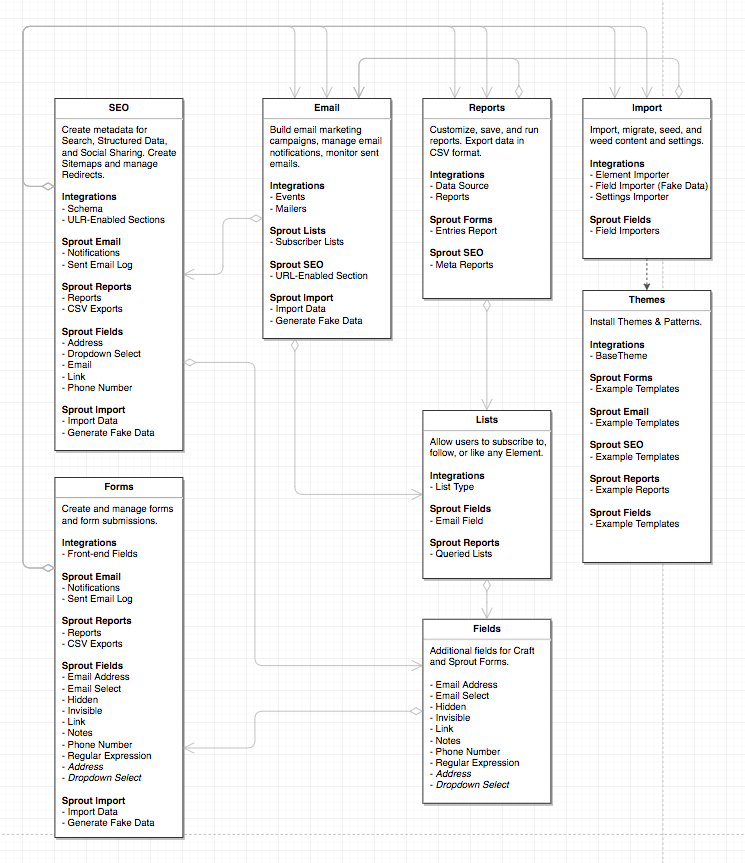 SEO
Create metadata for
Search, Structured Data,
and Social Sharing. Create
Sitemaps and manage
Redirects.
Integrations
- Schema
- ULR-Enabled Sections
Sprout Email
- Notifications
- Sent Email Log
Sprout Reports
- Reports
- CSV Exports
Sprout Fields
- Address
- Dropdown Select
- Email
- Link
- Phone Number
Sprout Import
- Import Data
- Generate Fake Data
Email
Build email marketing
campaigns, manage email
notifications, monitor sent
emails.
Integrations
- Events
- Mailers
Sprout Lists
- Subscriber Lists
Sprout SEO
- URL-Enabled Section
Sprout Import
- Import Data
- Generate Fake Data
Reports
Customize, save, and run
reports. Export data in
CSV format.
Integrations
- Data Source
- Reports
Sprout Forms
- Entries Report
Sprout SEO
- Meta Reports
Import
Import, migrate, seed, and
weed content and settings.
Integrations
- Element Importer
- Field Importer (Fake Data)
- Settings Importer
Sprout Fields
- Field Importers
Themes
Install Themes & Patterns.
Integrations
- BaseTheme
Sprout Forms
- Example Templates
Sprout Email
- Example Templates
Sprout SEO
- Example Templates
Sprout Reports
- Example Reports
Sprout Fields
- Example Templates
Lists
Allow users to subscribe to,
follow, or like any Element.
Integrations
- List Type
Sprout Fields
- Email Field
Sprout Reports
- Queried Lists
Forms
Create and manage forms
and form submissions.
Integrations
- Front-end Fields
Sprout Email
- Notifications
- Sent Email Log
Sprout Reports
- Reports
- CSV Exports
Sprout Fields
- Email Address
- Email Select
- Hidden
- Invisible
- Link
- Notes
- Phone Number
- Regular Expression
- Address
- Dropdown Select
Sprout Import
- Import Data
- Generate Fake Data
Fields
Additional fields for Craft
and Sprout Forms.
- Email Address
- Email Select
- Hidden
- Invisible
- Link
- Notes
- Phone Number
- Regular Expression
- Address
- Dropdown Select